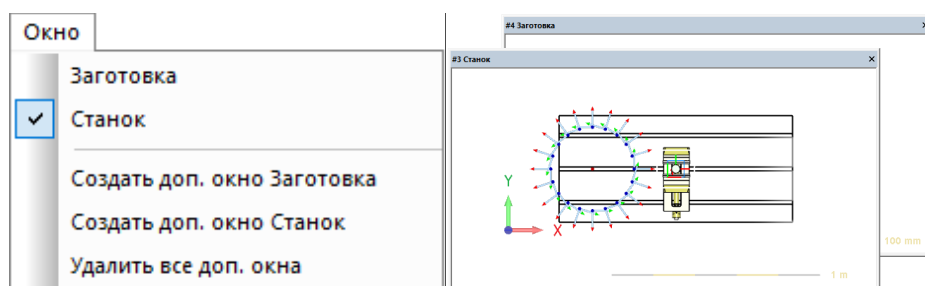 Окно
Заготовка
Станок
Создать доп. окно Заготовка
Создать доп. окно Станок
Удалить все доп. окна
#4 Заготовка
#3 Станок
Y
X
100 mm
1 m